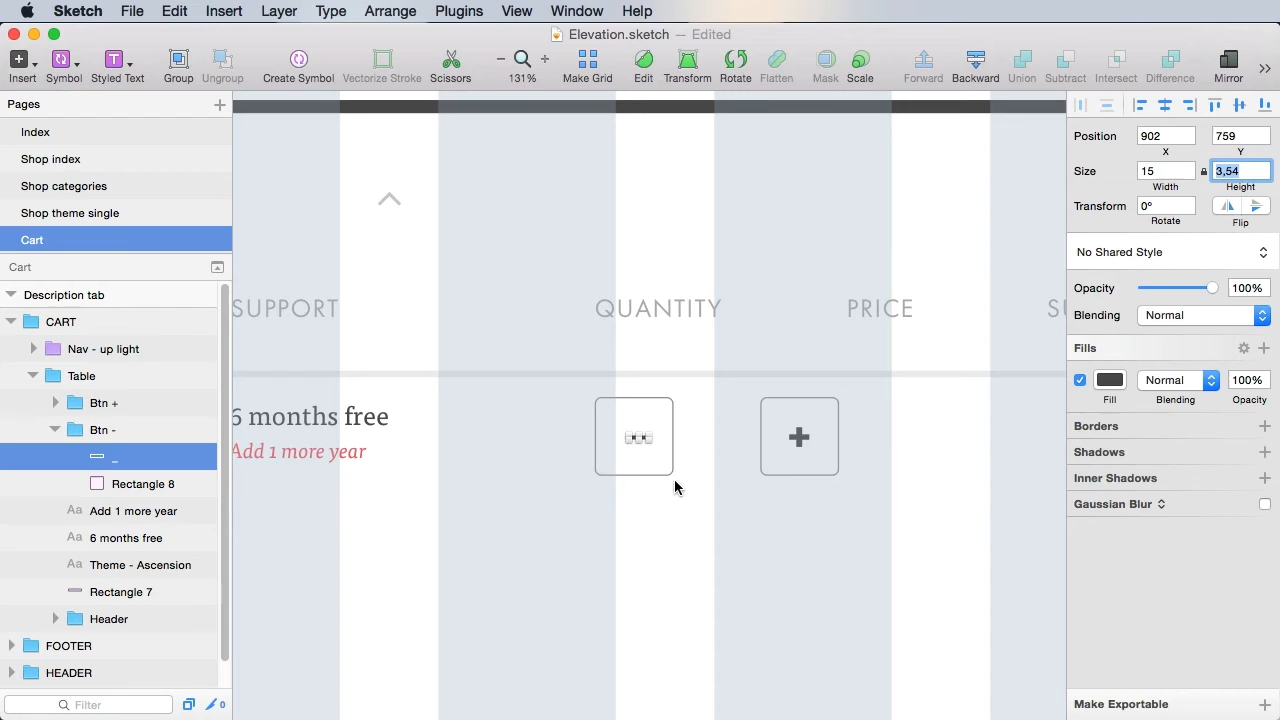 Sketch File Edit Insert Layer Type Arrange Plugins View Window Help
Elevation.sketch — Edited
Insert Symbol Styled Text Group Ungroup Create Symbol Vectorize Stroke Scissors 131% Make Grid Edit Transform Rotate Flatten Mask Scale Forward Backward Union Subtract Intersect Difference Mirror
Pages
Index
Shop index
Shop categories
Shop theme single
Cart
Cart
Description tab
CART
Nav - up light
Table
Btn +
Btn -
_
Rectangle 8
Aa Add 1 more year
Aa 6 months free
Aa Theme - Ascension
Rectangle 7
Header
FOOTER
HEADER
Filter
0
SUPPORT QUANTITY PRICE SU
6 months free
Add 1 more year
Position 902 759
X Y
Size 15 3,54
Width Height
Transform 0º
Rotate Flip
No Shared Style
Opacity 100%
Blending Normal
Fills
Normal 100%
Fill Blending Opacity
Borders
Shadows
Inner Shadows
Gaussian Blur
Make Exportable